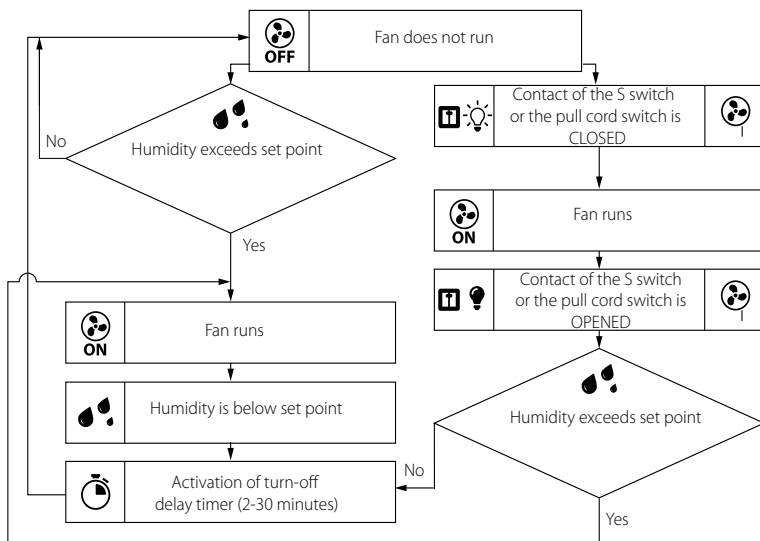 OFF
Fan does not run
No
Humidity exceeds set point
Yes
ON
Fan runs
Humidity is below set point
Activation of turn-off
delay timer (2-30 minutes)
Contact of the S switch
or the pull cord switch is
CLOSED
ON
Fan runs
Contact of the S switch
or the pull cord switch is
OPENED
Humidity exceeds set point
No
Yes